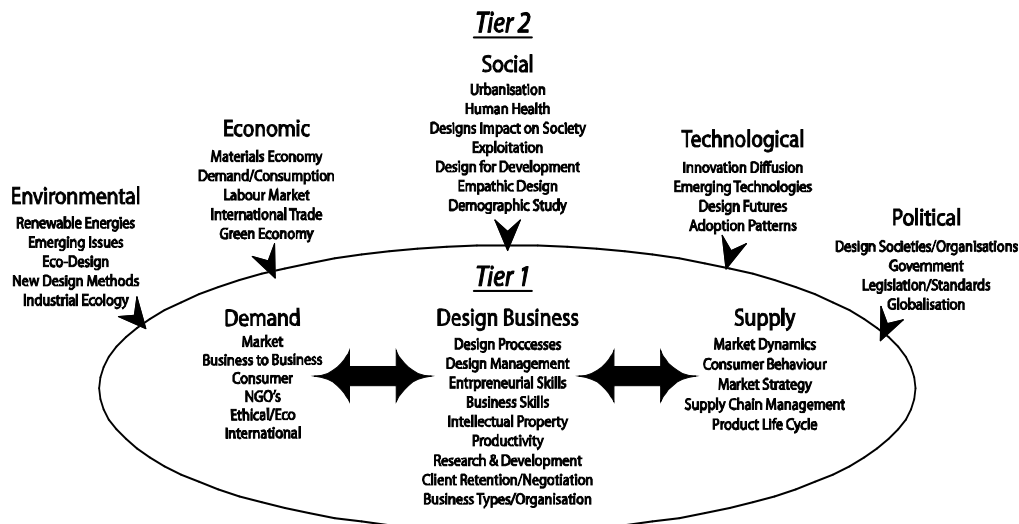 Tier 2
Social
Urbanisation
Human Health
Designs Impact on Society
Exploitation
Design for Development
Empathic Design
Demographic Study
Economic
Materials Economy
Demand/Consumption
Labour Market
International Trade
Green Economy
Technological
Innovation Diffusion
Emerging Technologies
Design Futures
Adoption Patterns
Environmental
Renewable Energies
Emerging Issues
Eco-Design
New Design Methods
Industrial Ecology
Political
Design Societies/Organisations
Government
Legislation/Standards
Globalisation
Tier 1
Demand
Market
Business to Business
Consumer
NGO's
Ethical/Eco
International
Design Business
Design Proccesses
Design Management
Entrpreneurial Skills
Business Skills
Intellectual Property
Productivity
Research & Development
Client Retention/Negotiation
Business Types/Organisation
Supply
Market Dynamics
Consumer Behaviour
Market Strategy
Supply Chain Management
Product Life Cycle